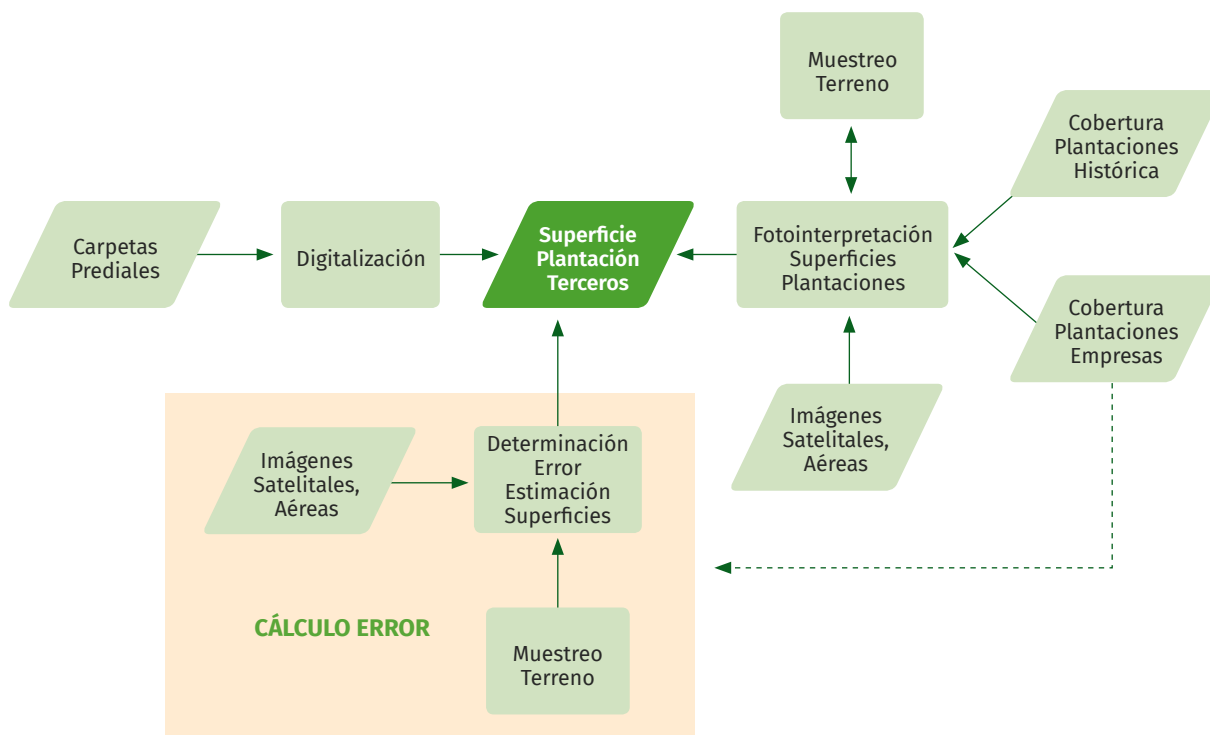 Muestreo
Terreno
Cobertura
Plantaciones
Histórica
Carpetas
Prediales
Digitalización
Superficie
Plantación
Terceros
Fotointerpretación
Superficies
Plantaciones
Cobertura
Plantaciones
Empresas
Imágenes
Satelitales,
Aéreas
Imágenes
Satelitales,
Aéreas
Determinación
Error
Estimación
Superficies
CÁLCULO ERROR
Muestreo
Terreno